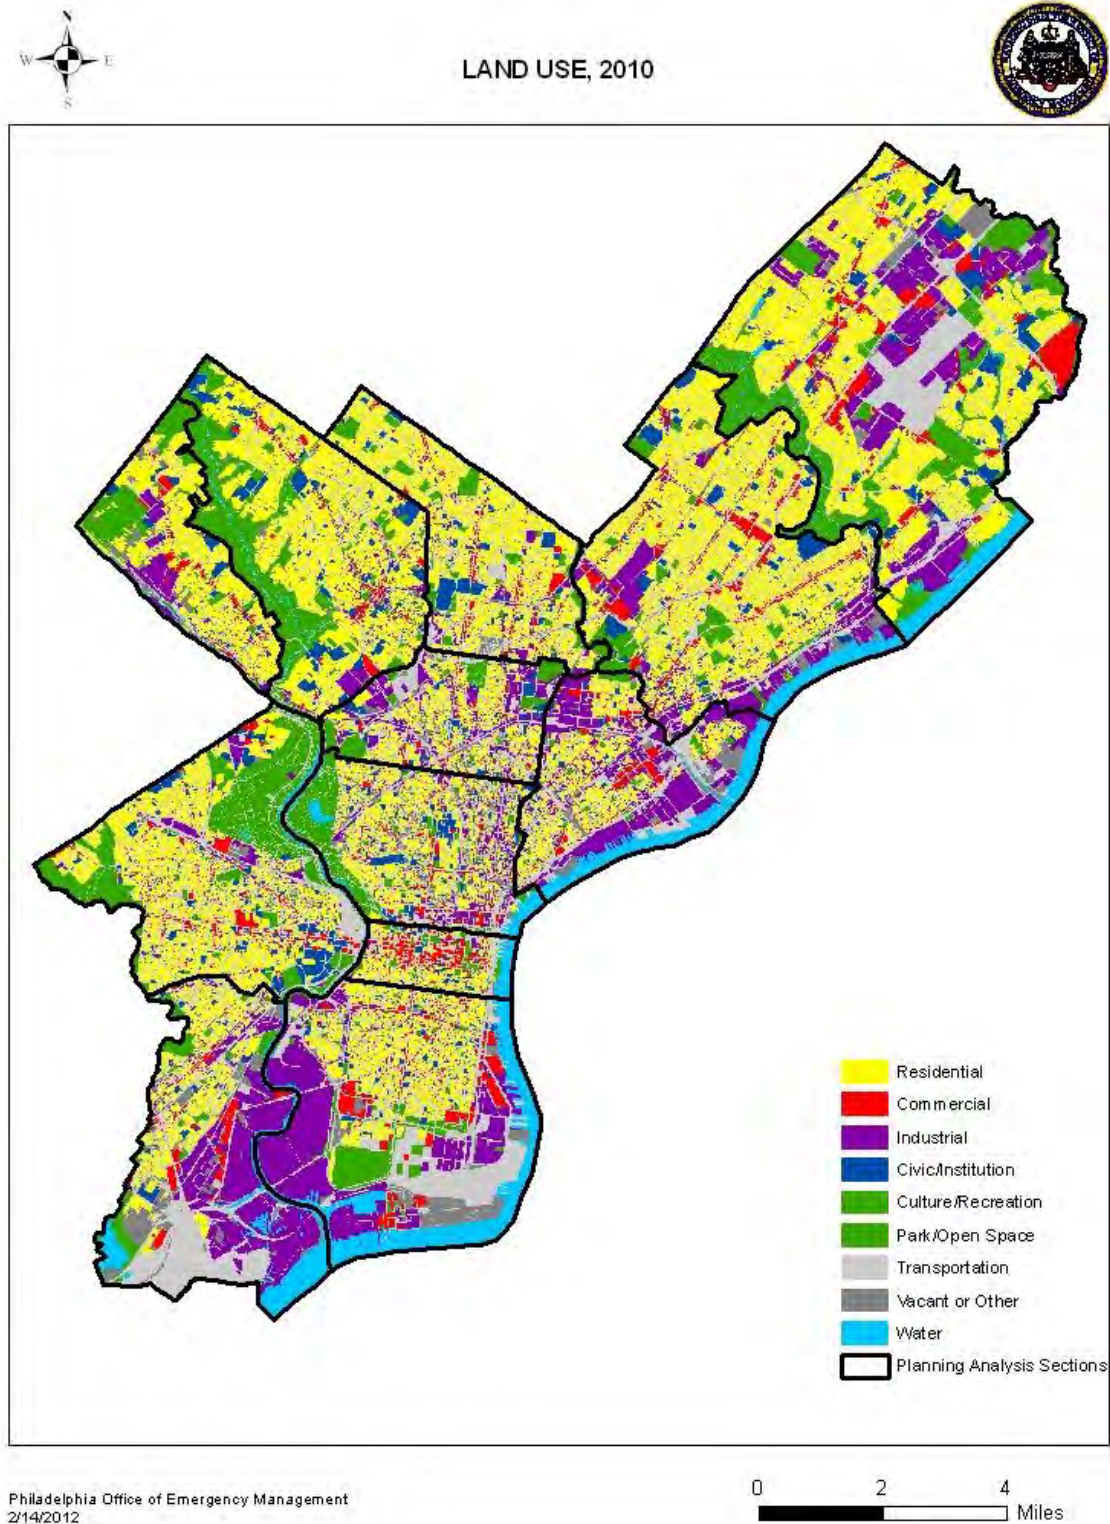 N
W E
S
LAND USE, 2010
Residential
Commercial
Industrial
Civic/Institution
Culture/Recreation
Park/Open Space
Transportation
Vacant or Other
Water
Planning Analysis Sections
Philadelphia Office of Emergency Management
2/14/2012
0 2 4
Miles